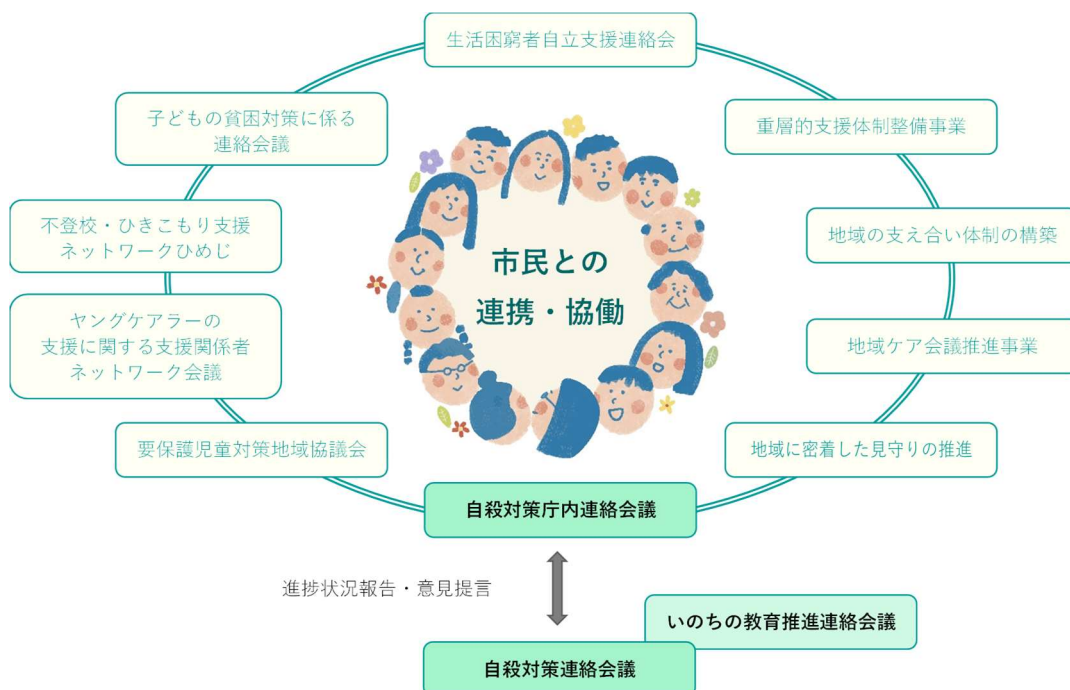 生活困窮者自立支援連絡会
子どもの貧困対策に係る
連絡会議
重層的支援体制整備事業
不登校・ひきこもり支援
ネットワークひめじ
地域の支え合い体制の構築
市民との
連携・協働
ヤングケアラーの
支援に関する支援関係者
ネットワーク会議
地域ケア会議推進事業
要保護児童対策地域協議会
地域に密着した見守りの推進
自殺対策庁内連絡会議
進捗状況報告・意見提言
いのちの教育推進連絡会議
自殺対策連絡会議